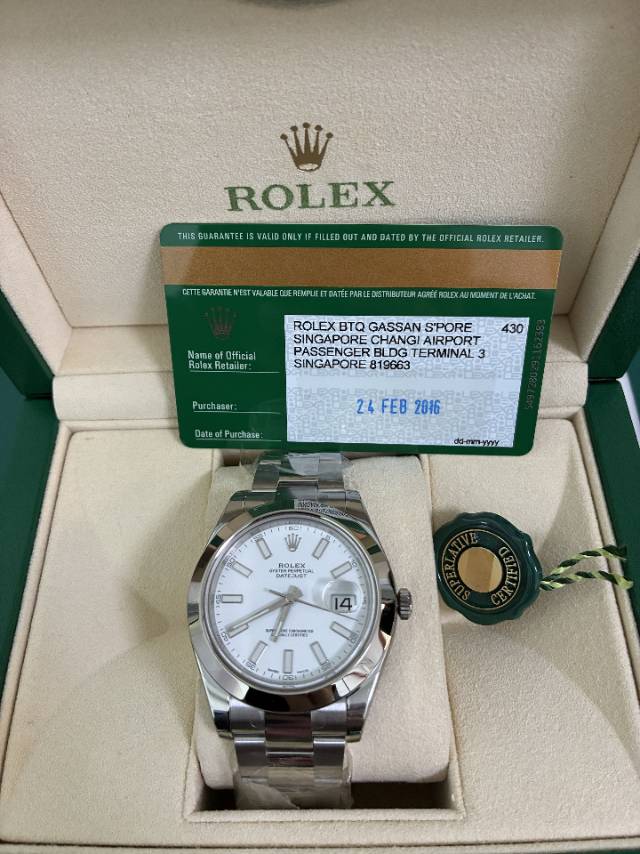 ROLEX
THIS GUARANTEE IS VALID ONLY IF FILLED OUT AND DATED BY THE OFFICIAL ROLEX RETAILER.
CETTE GARANTIE N'EST VALABLE QUE REMPLIE ET DATÉE PAR LE DISTRIBUTEUR AGRÉÉ ROLEX AU MOMENT DE L'ACHAT.
ROLEX BTQ GASSAN S'PORE 430
SINGAPORE CHANGI AIRPORT
PASSENGER BLDG TERMINAL 3
SINGAPORE 819663
Name of Official
Rolex Retailer:
Purchaser:
24 FEB 2016
Date of Purchase:
dd-mm-yyyy
ROLEX
OYSTER PERPETUAL
DATEJUST
14
SUPERLATIVE
CERTIFIED